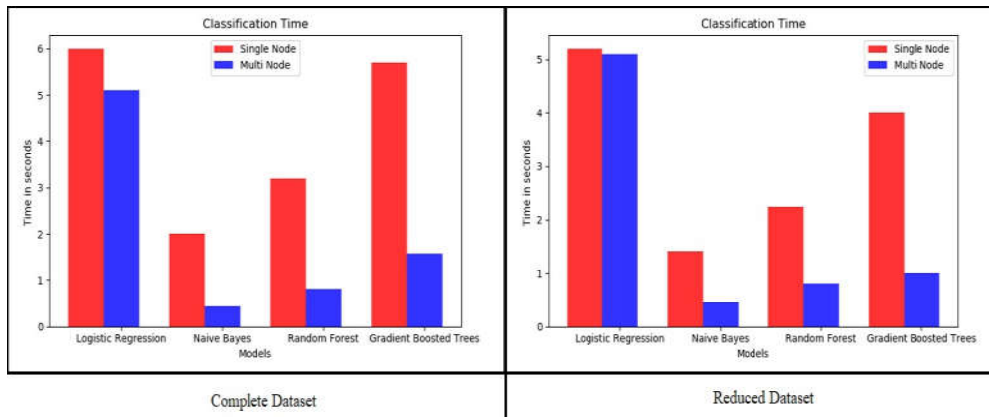 Classification Time
Single Node
Multi Node
Time in seconds
6
5
4
3
2
1
0
Logistic Regression Naive Bayes Random Forest Gradient Boosted Trees
Models
Complete Dataset
Classification Time
Single Node
Multi Node
Time in seconds
5
4
3
2
1
0
Logistic Regression Naive Bayes Random Forest Gradient Boosted Trees
Models
Reduced Dataset